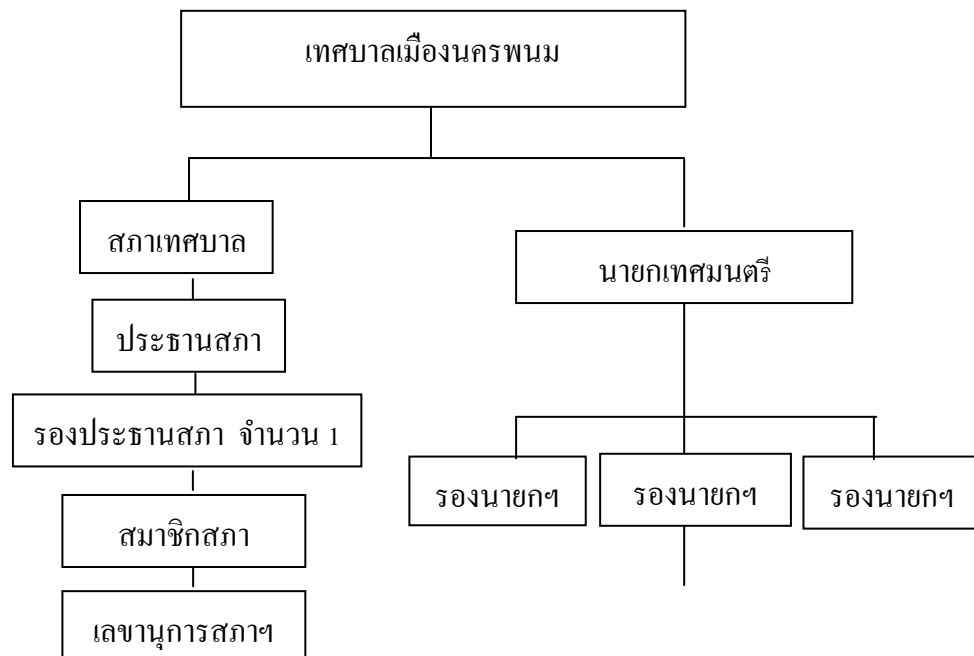 เทศบาลเมืองนครพนม
สภาเทศบาล
นายกเทศมนตรี
ประธานสภา
รองประธานสภา จำนวน 1
รองนายกฯ
รองนายกฯ
รองนายกฯ
สมาชิกสภา
เลขานุการสภาฯ